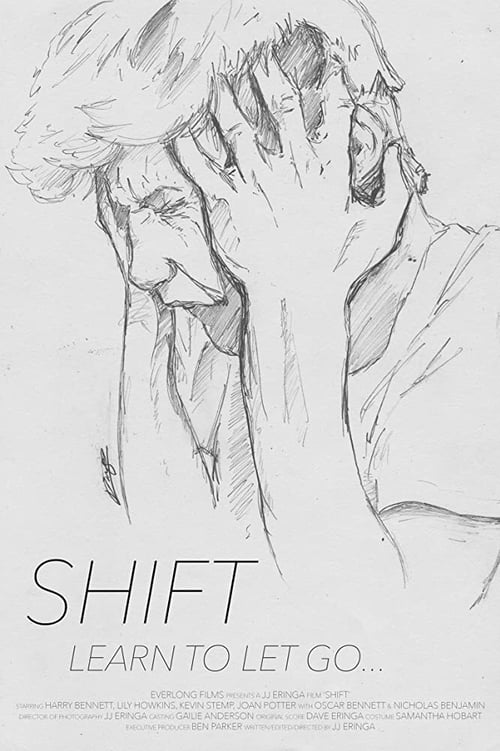 SHIFT
LEARN TO LET GO...
EVERLONG FILMS PRESENTS A JJ ERINGA FILM "SHIFT"
STARRING HARRY BENNETT, LILY HOWKINS, KEVIN STEMP, JOAN POTTER WITH OSCAR BENNETT & NICHOLAS BENJAMIN
DIRECTOR OF PHOTOGRAPHY JJ ERINGA CASTING GAILIE ANDERSON ORIGINAL SCORE DAVE ERINGA COSTUME SAMANTHA HOBART
EXECUTIVE PRODUCER BEN PARKER WRITTEN/EDITED/DIRECTED BY JJ ERINGA